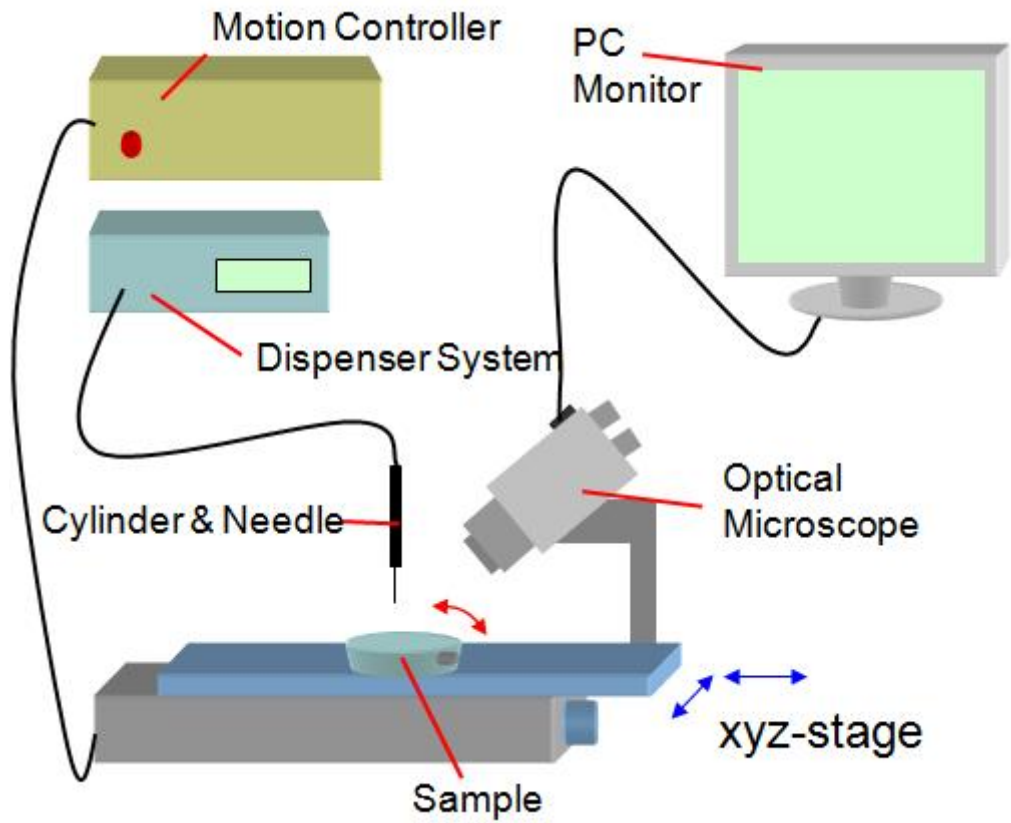 Motion Controller
PC
Monitor
Dispenser System
Cylinder & Needle
Optical
Microscope
xyz-stage
Sample